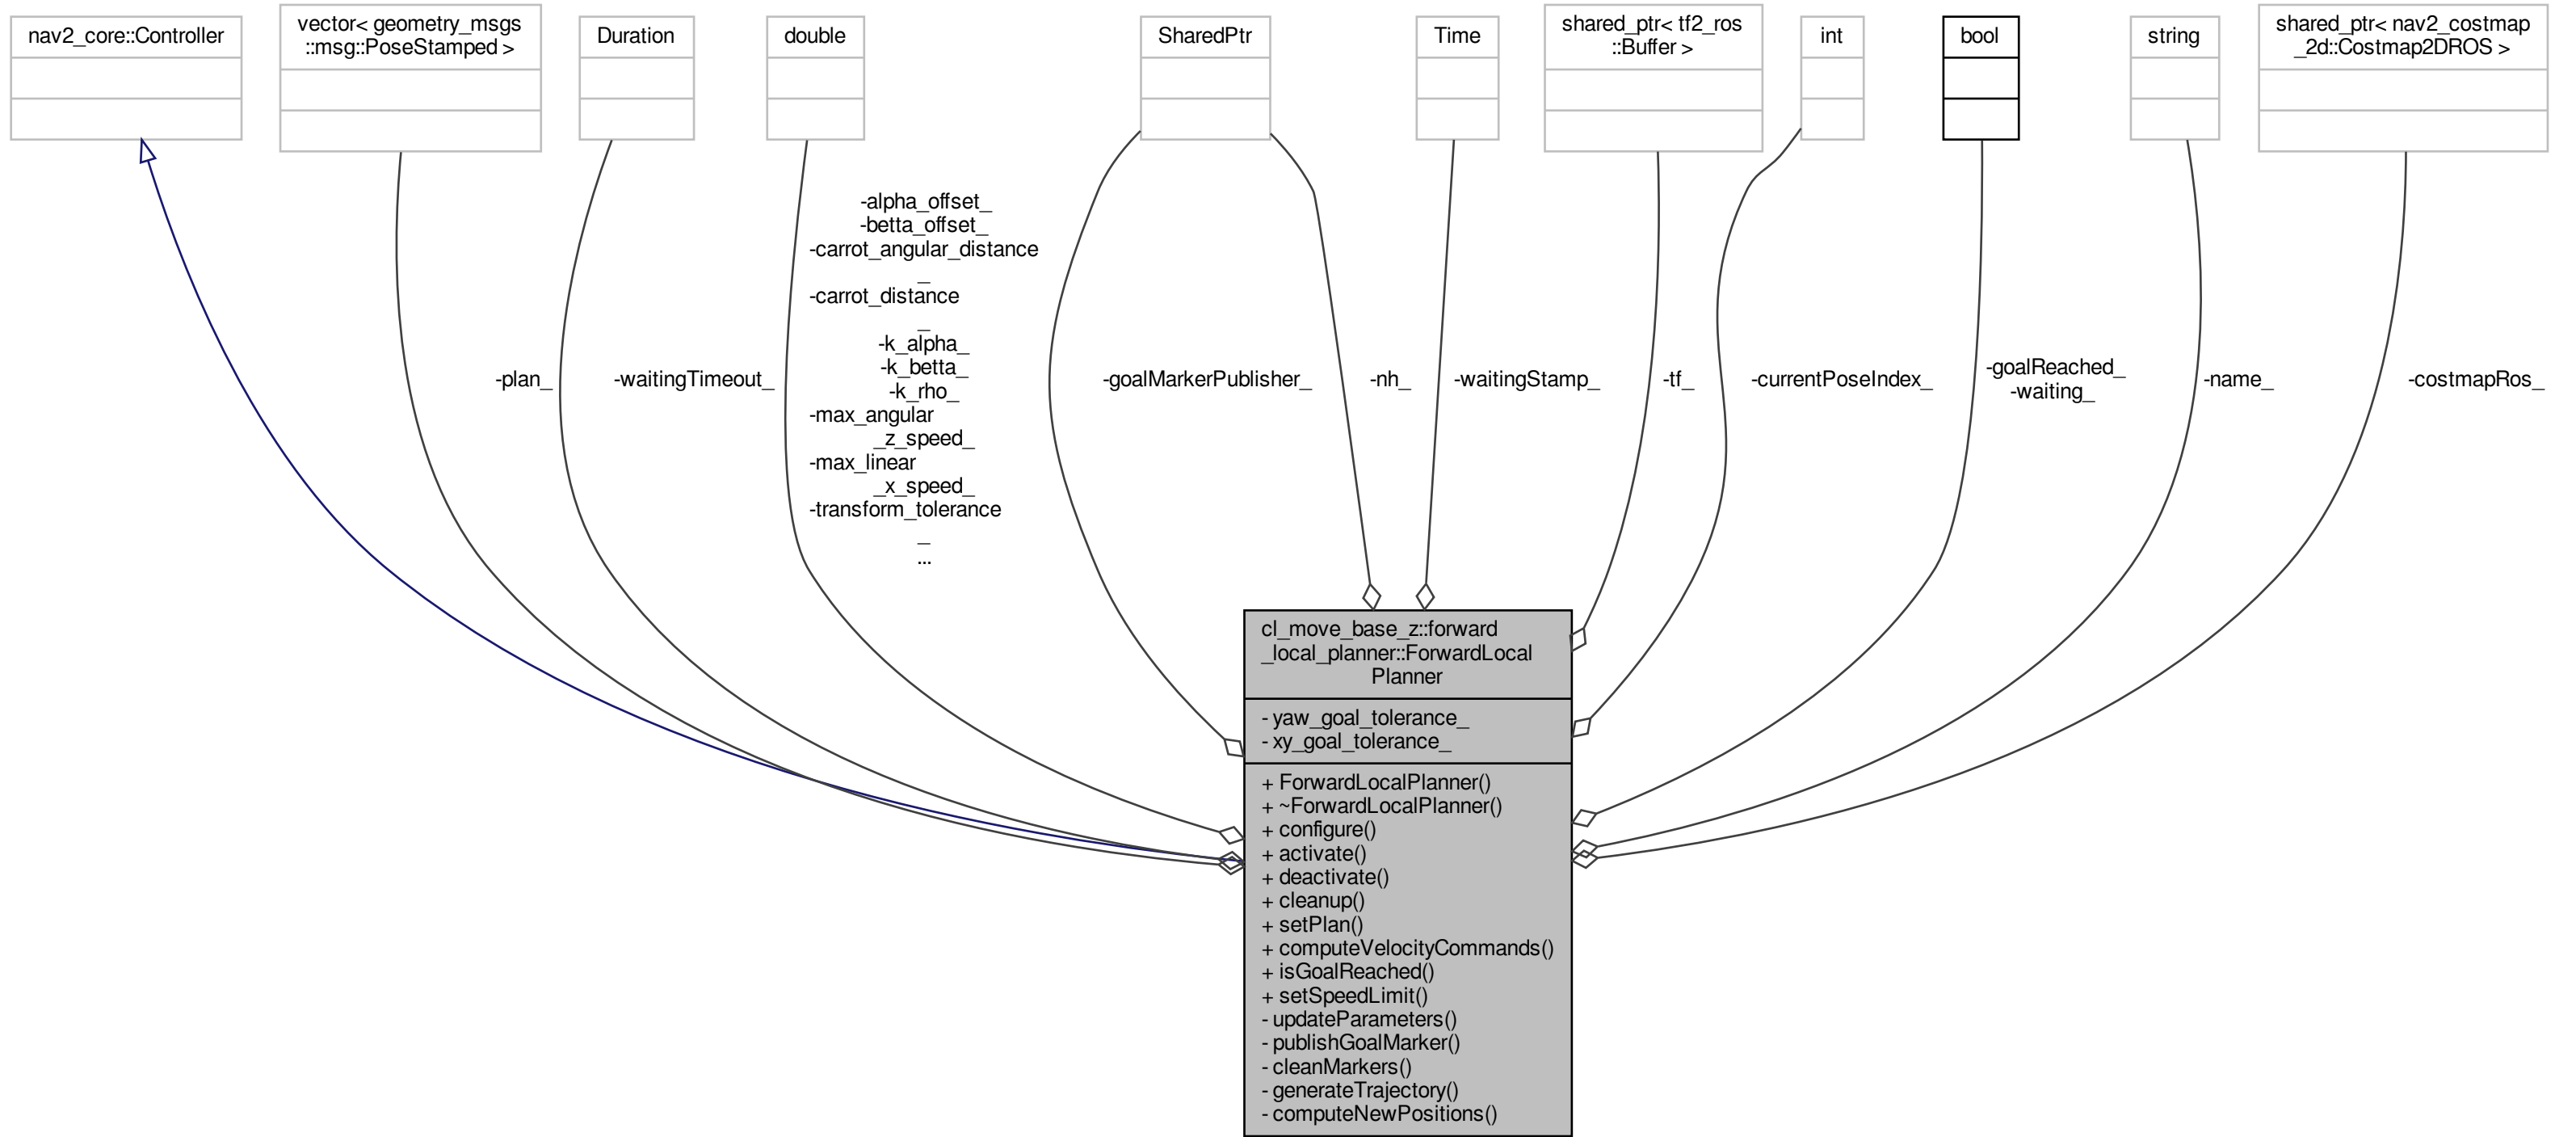 nav2_core::Controller
vector< geometry_msgs
::msg::PoseStamped >
Duration
double
SharedPtr
Time
shared_ptr< tf2_ros
::Buffer >
int
bool
string
shared_ptr< nav2_costmap
_2d::Costmap2DROS >
-plan_
-waitingTimeout_
-alpha_offset_
-betta_offset_
-carrot_angular_distance
_
-carrot_distance
_
-k_alpha_
-k_betta_
-k_rho_
-max_angular
_z_speed_
-max_linear
_x_speed_
-transform_tolerance
_
...
-goalMarkerPublisher_
-nh_
-waitingStamp_
-tf_
-currentPoseIndex_
-goalReached_
-waiting_
-name_
-costmapRos_
cl_move_base_z::forward
_local_planner::ForwardLocal
Planner
- yaw_goal_tolerance_
- xy_goal_tolerance_
+ ForwardLocalPlanner()
+ ~ForwardLocalPlanner()
+ configure()
+ activate()
+ deactivate()
+ cleanup()
+ setPlan()
+ computeVelocityCommands()
+ isGoalReached()
+ setSpeedLimit()
- updateParameters()
- publishGoalMarker()
- cleanMarkers()
- generateTrajectory()
- computeNewPositions()